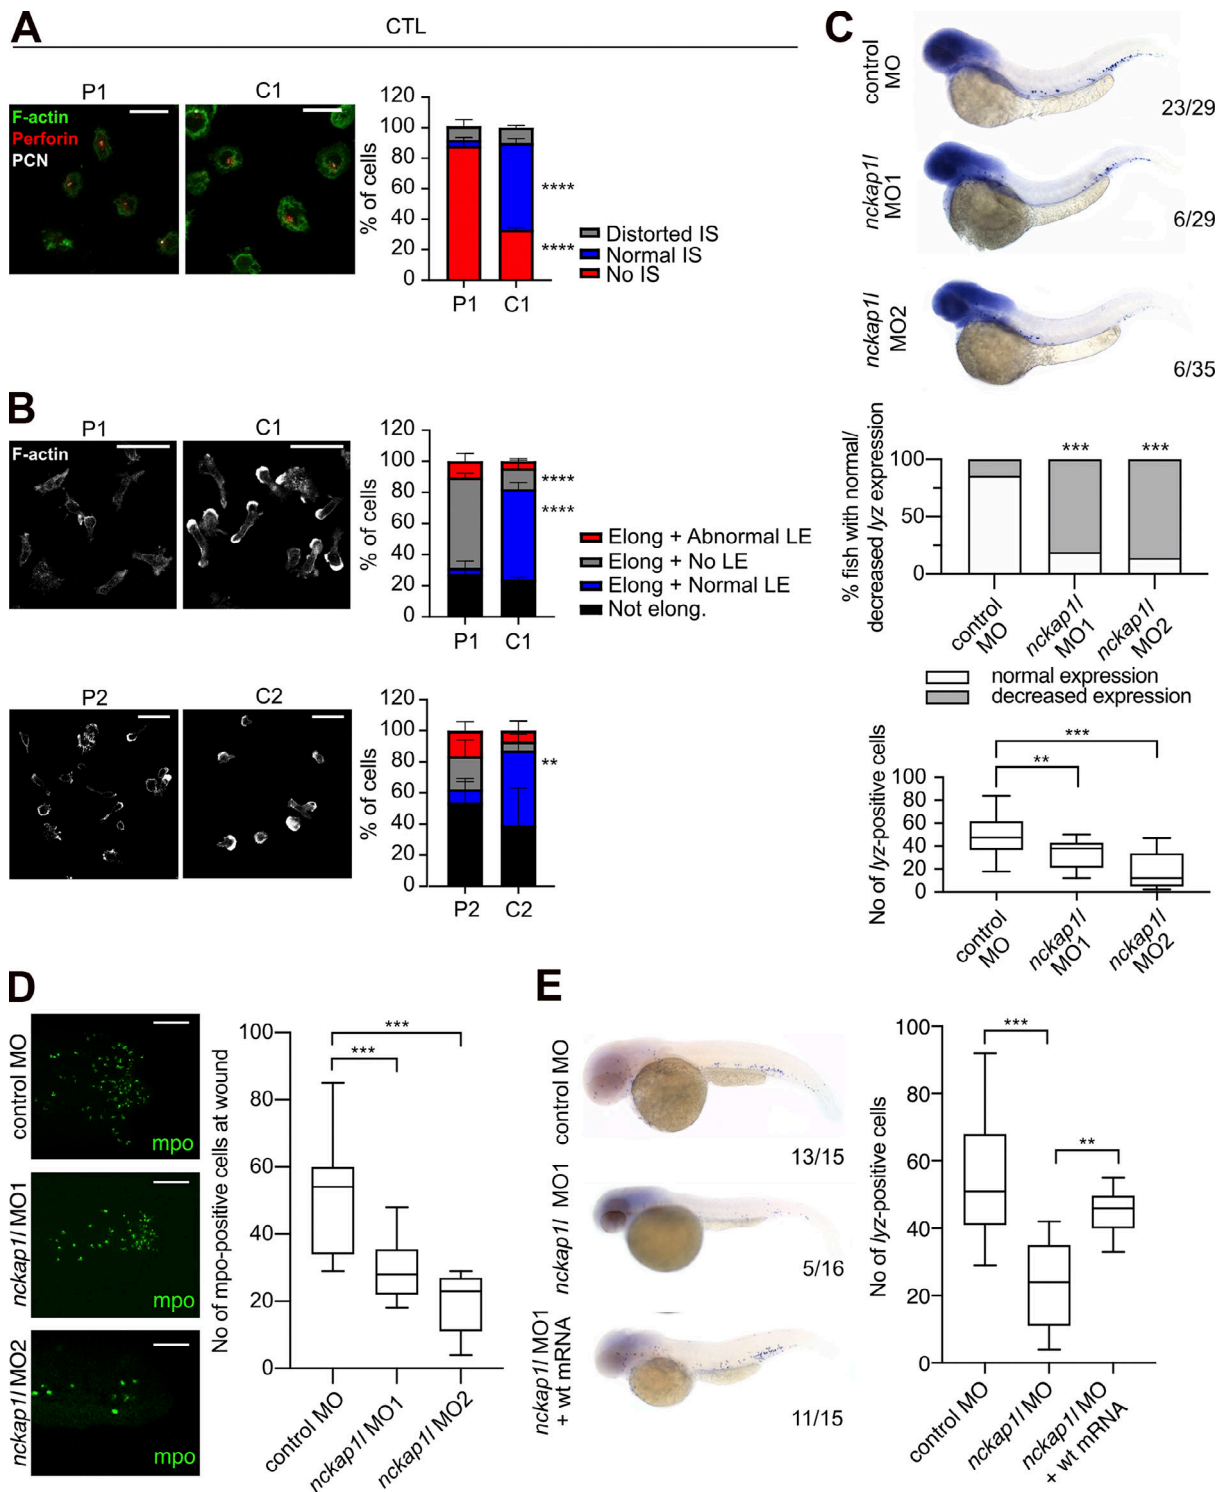 A
CTL
P1
C1
F-actin
Perforin
PCN
% of cells
120
100
80
60
40
20
0
****
****
Distorted IS
Normal IS
No IS
P1
C1
B
P1
C1
F-actin
% of cells
120
100
80
60
40
20
0
****
****
Elong + Abnormal LE
Elong + No LE
Elong + Normal LE
Not elong.
P1
C1
P2
C2
% of cells
120
100
80
60
40
20
0
**
P2
C2
C
control
MO
23/29
nckap1l
MO1
6/29
nckap1l
MO2
6/35
% fish with normal/
decreased lyz expression
100
50
0
***
***
control
MO
nckap1l
MO1
nckap1l
MO2
normal expression
decreased expression
No of lyz-positive cells
100
80
60
40
20
0
***
**
control
MO
nckap1l
MO1
nckap1l
MO2
D
control MO
mpo
nckap1l MO1
mpo
nckap1l MO2
mpo
No of mpo-positive cells at wound
100
80
60
40
20
0
***
***
control MO
nckap1l MO1
nckap1l MO2
E
control MO
13/15
nckap1l MO1
5/16
nckap1l MO1
+ wt mRNA
11/15
No of lyz-positive cells
100
80
60
40
20
0
***
**
control MO
nckap1l MO
nckap1l MO
+ wt mRNA